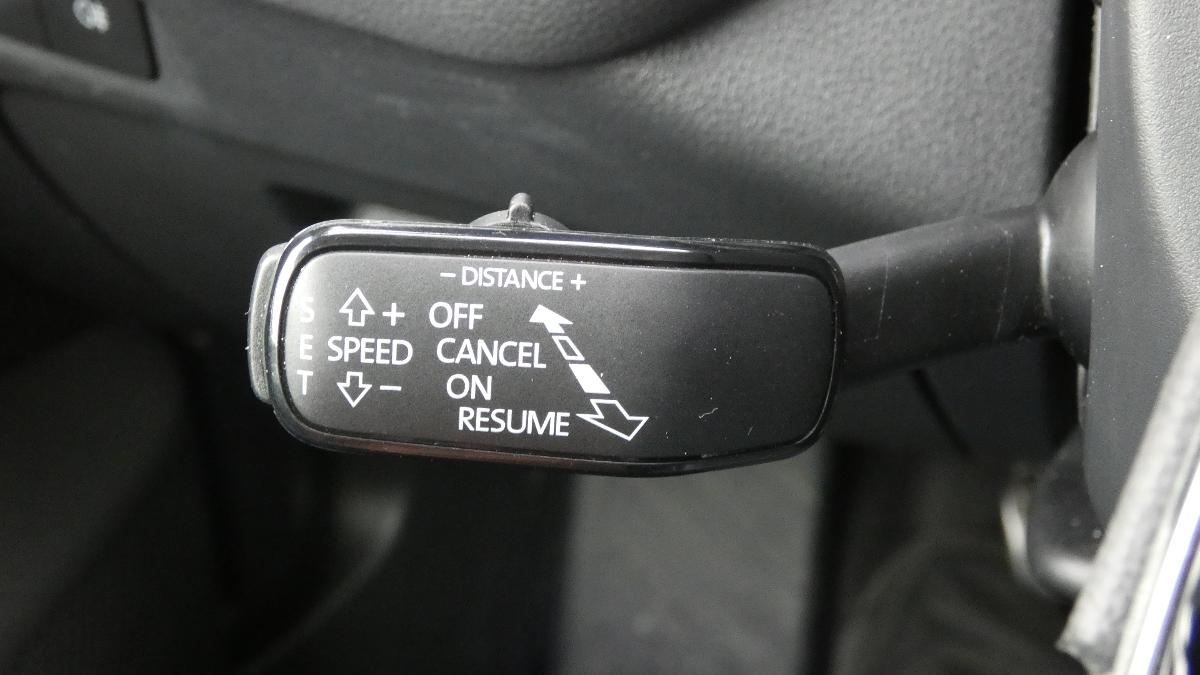 - DISTANCE +
S + OFF
E SPEED CANCEL
T - ON
RESUME